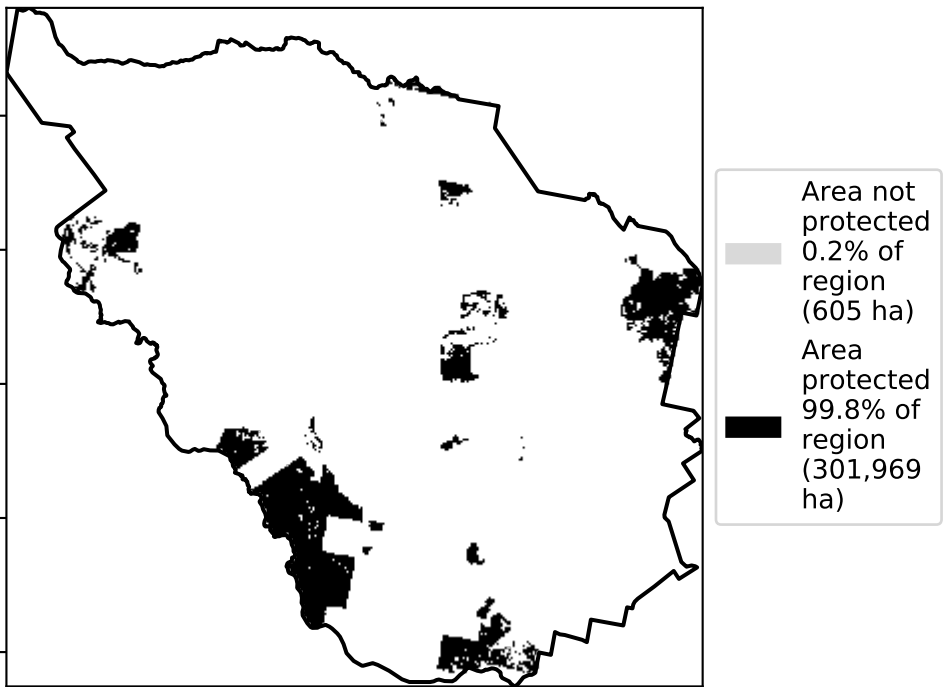 Area not
protected
0.2% of
region
(605 ha)
Area
protected
99.8% of
region
(301,969
ha)